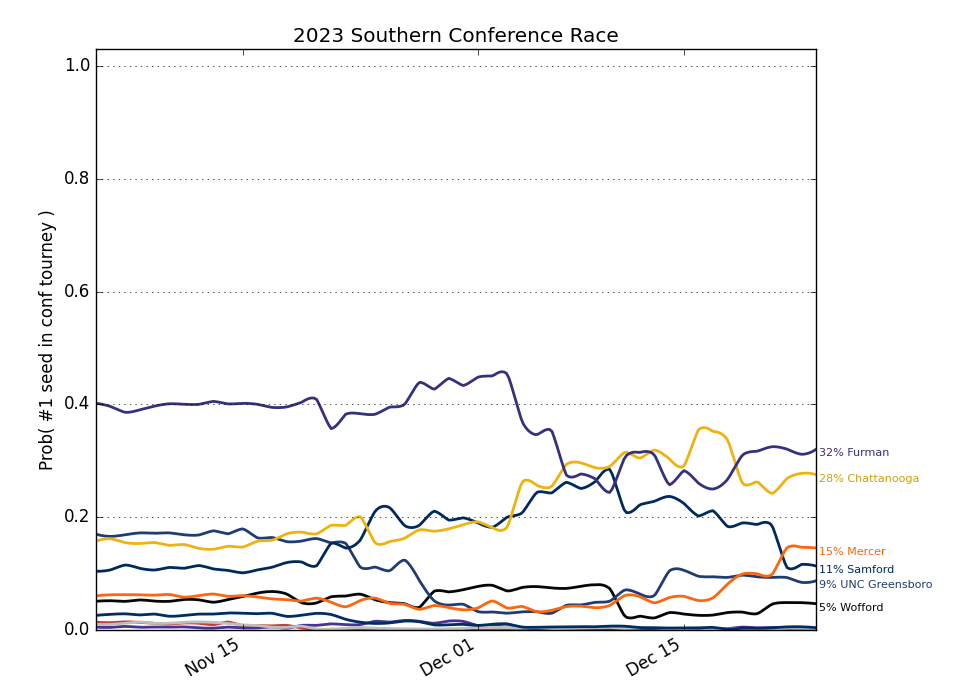 2023 Southern Conference Race
Prob( #1 seed in conf tourney )
1.0
0.8
0.6
0.4
0.2
0.0
Nov 15
Dec 01
Dec 15
32% Furman
28% Chattanooga
15% Mercer
11% Samford
9% UNC Greensboro
5% Wofford